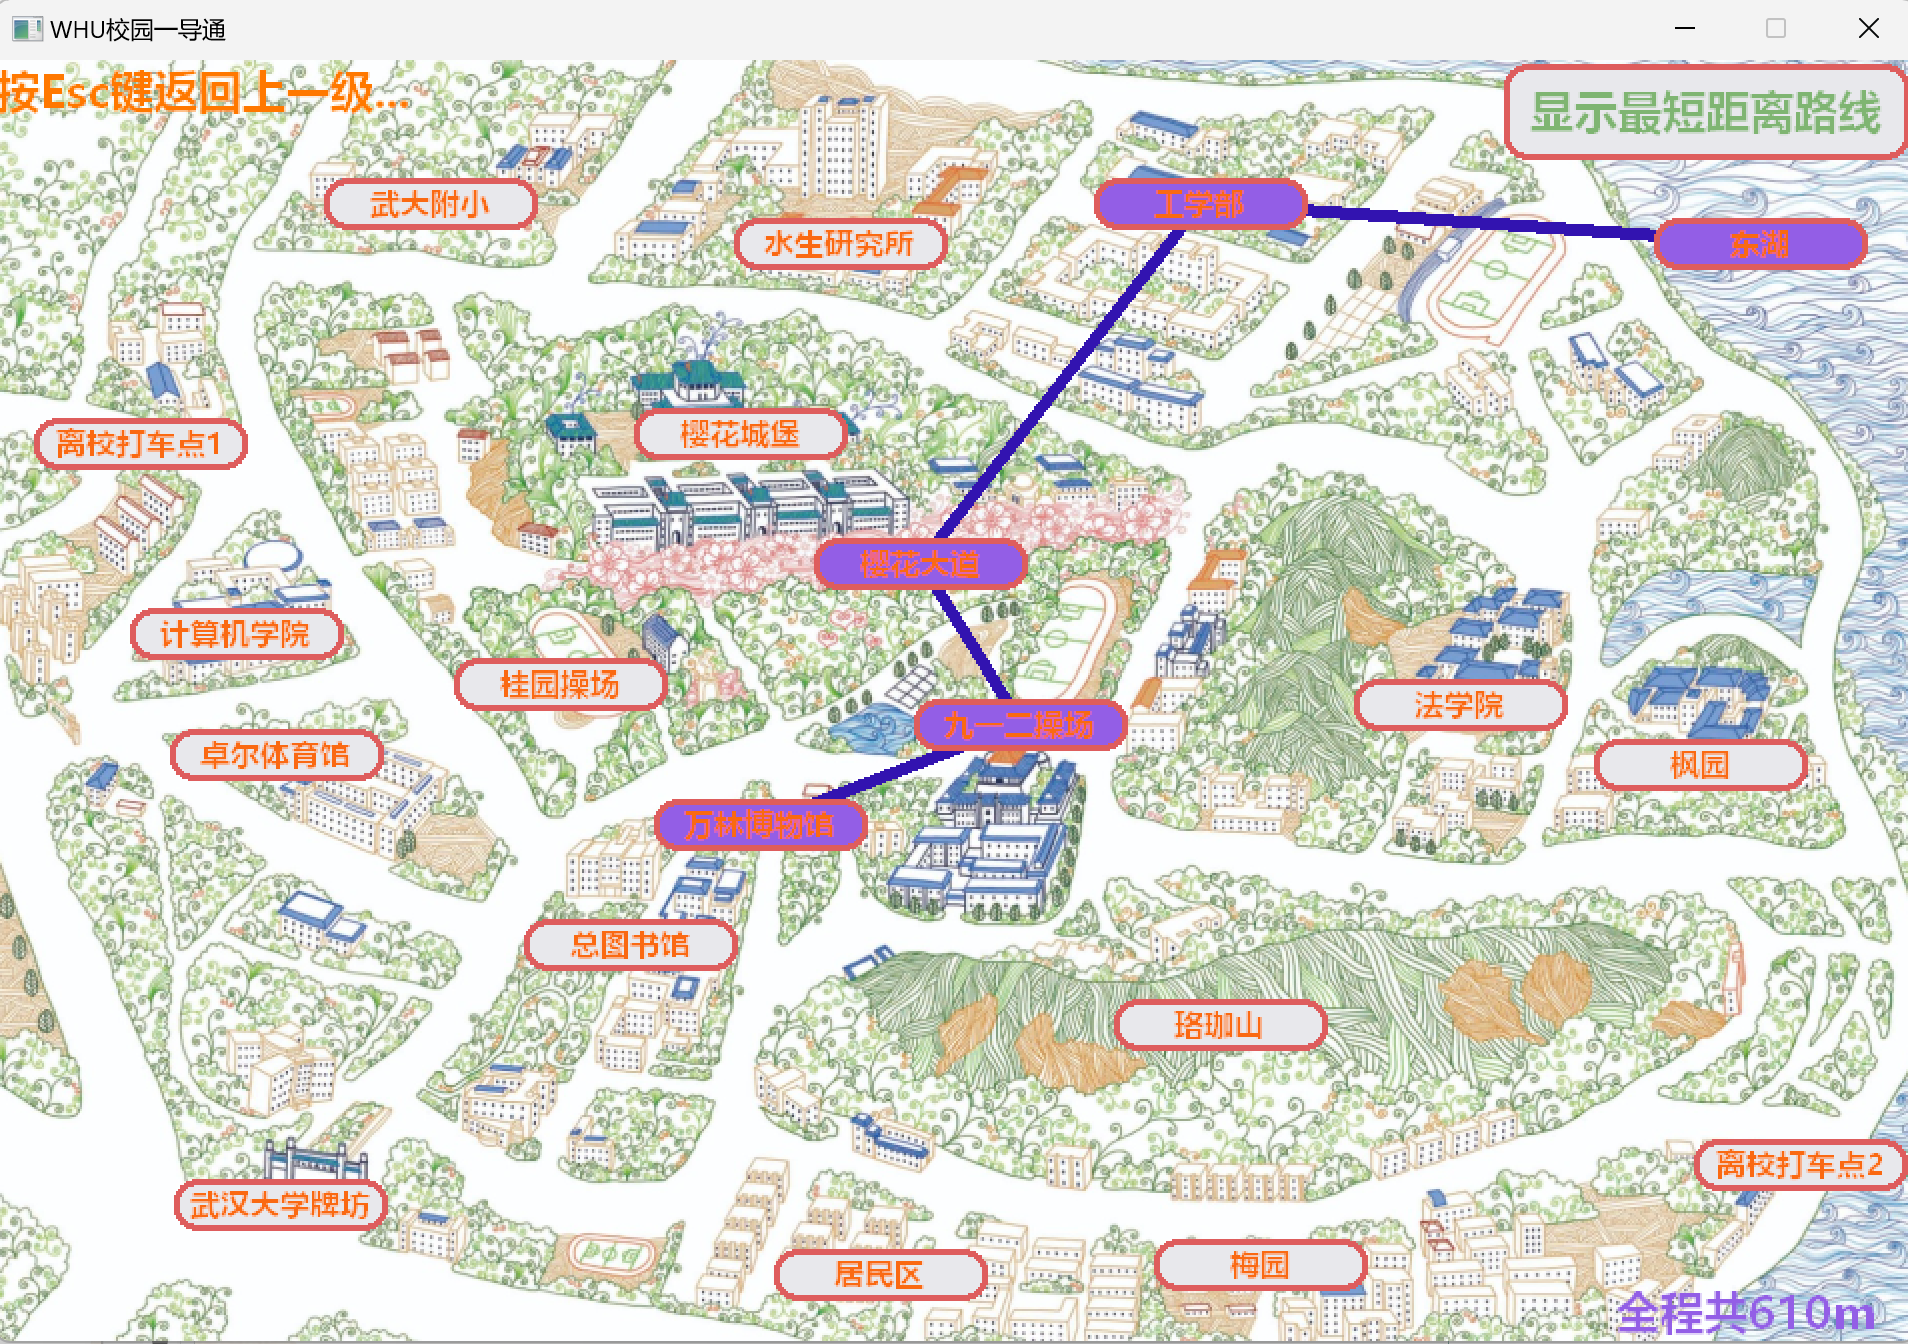 WHU校园一导通
按Esc键返回上一级...
显示最短距离路线
武大附小
工学部
水生研究所
东湖
樱花城堡
离校打车点1
樱花大道
计算机学院
桂园操场
法学院
九一二操场
卓尔体育馆
枫园
万林博物馆
总图书馆
珞珈山
离校打车点2
武汉大学牌坊
梅园
居民区
全程共610m